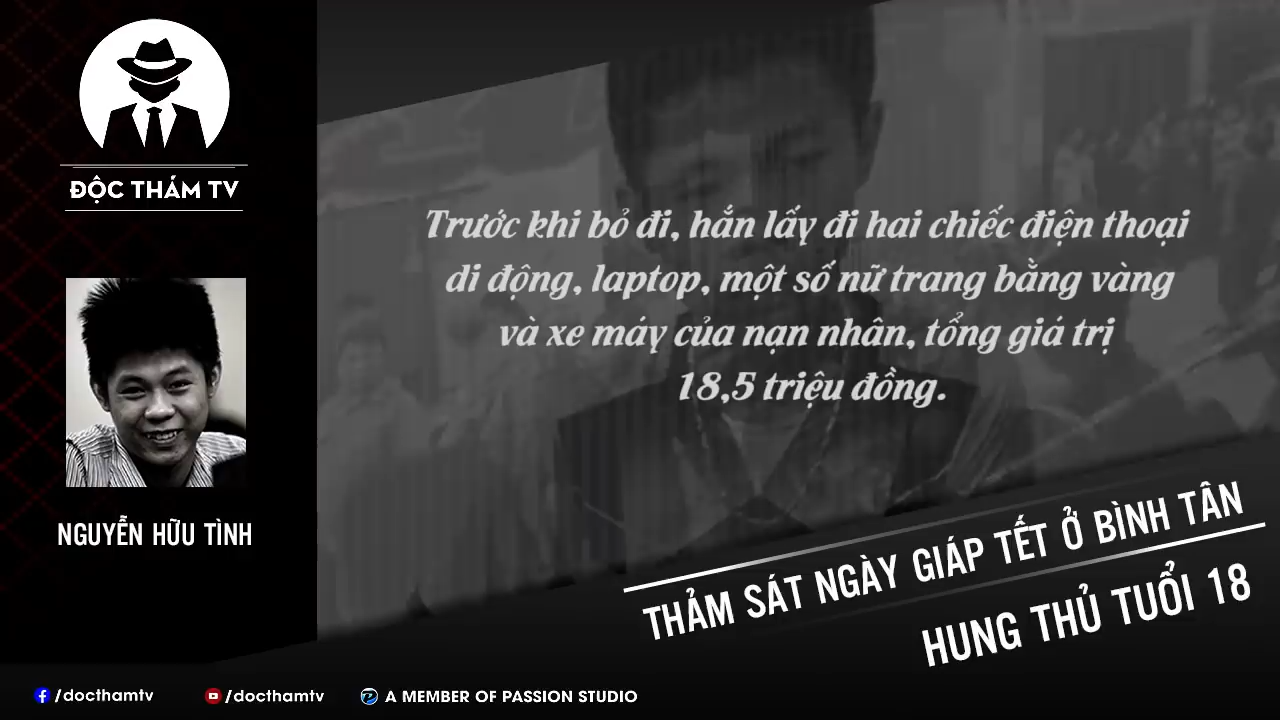 ĐỘC THÁM TV
NGUYỄN HỮU TÌNH
Trước khi bỏ đi, hắn lấy đi hai chiếc điện thoại
di động, laptop, một số nữ trang bằng vàng
và xe máy của nạn nhân, tổng giá trị
18,5 triệu đồng.
THẢM SÁT NGÀY GIÁP TẾT Ở BÌNH TÂN
HUNG THỦ TUỔI 18
/docthamtv
/docthamtv
A MEMBER OF PASSION STUDIO